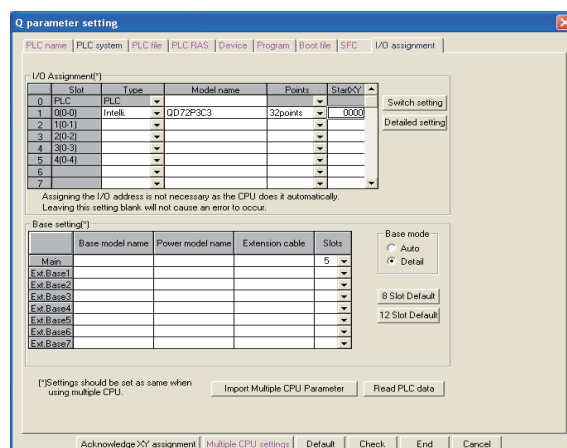 Q parameter setting
PLC name PLC system PLC file PLC RAS Device Program Boot file SFC I/O assignment
I/O Assignment(*)
Slot Type Model name Points StartXY
0 PLC PLC
1 0(0-0) Intelli. QD72P3C3 32points 0000
2 1(0-1)
3 2(0-2)
4 3(0-3)
5 4(0-4)
6
7
Switch setting
Detailed setting
Assigning the I/O address is not necessary as the CPU does it automatically.
Leaving this setting blank will not cause an error to occur.
Base setting(*)
Base model name Power model name Extension cable Slots
Main 5
Ext.Base1
Ext.Base2
Ext.Base3
Ext.Base4
Ext.Base5
Ext.Base6
Ext.Base7
Base mode
Auto
Detail
8 Slot Default
12 Slot Default
(*)Settings should be set as same when
using multiple CPU.
Import Multiple CPU Parameter Read PLC data
Acknowledge XY assignment Multiple CPU settings Default Check End Cancel